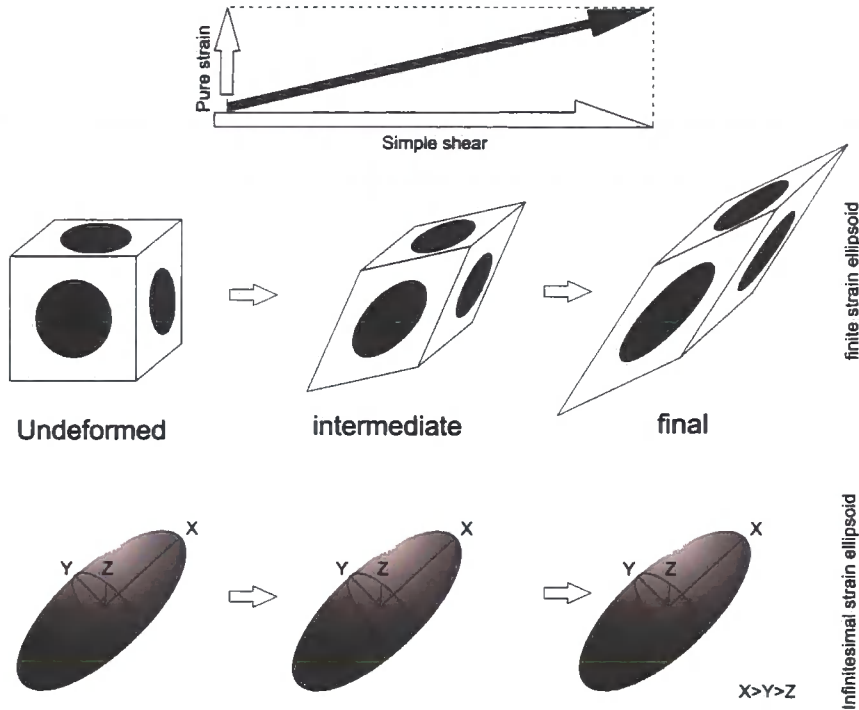 Pure strain
Simple shear
finite strain ellipsoid
Undeformed
intermediate
final
X
Y
Z
X
Y
Z
X
Y
Z
X>Y>Z
Infinitesimal strain ellipsoid